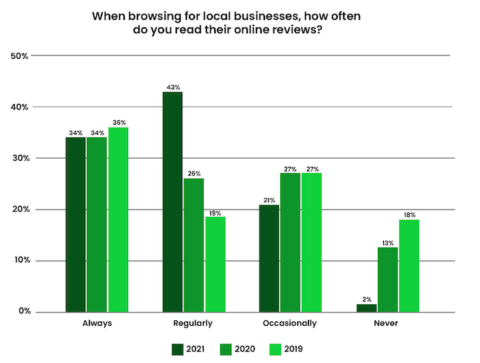 When browsing for local businesses, how often
do you read their online reviews?
50%
40%
30%
20%
10%
0%
34% 34% 36%
43% 26% 19%
21% 27% 27%
2% 13% 18%
Always Regularly Occasionally Never
2021 2020 2019